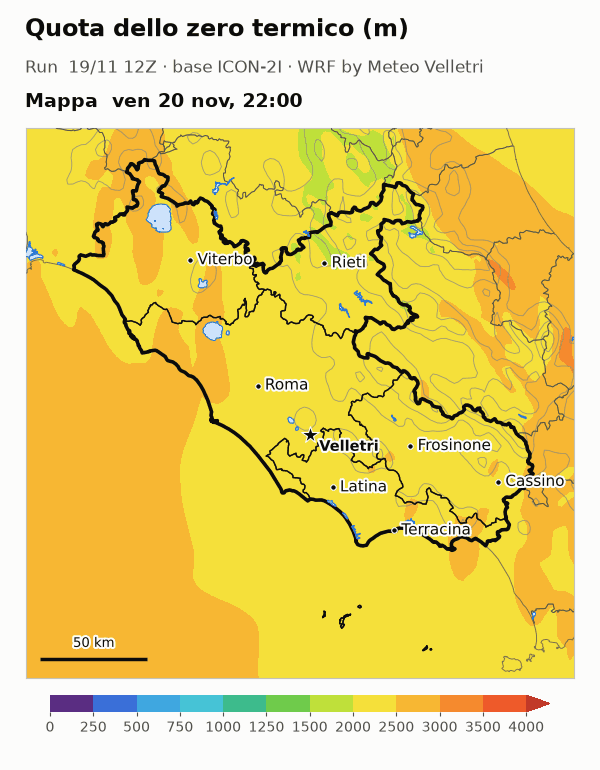 Quota dello zero termico (m)
Run  19/11 12Z · base ICON-2I · WRF by Meteo Velletri
Mappa  ven 20 nov, 22:00
Viterbo
Rieti
Roma
Velletri
Frosinone
Cassino
Latina
Terracina
50 km
0 250 500 750 1000 1250 1500 2000 2500 3000 3500 4000